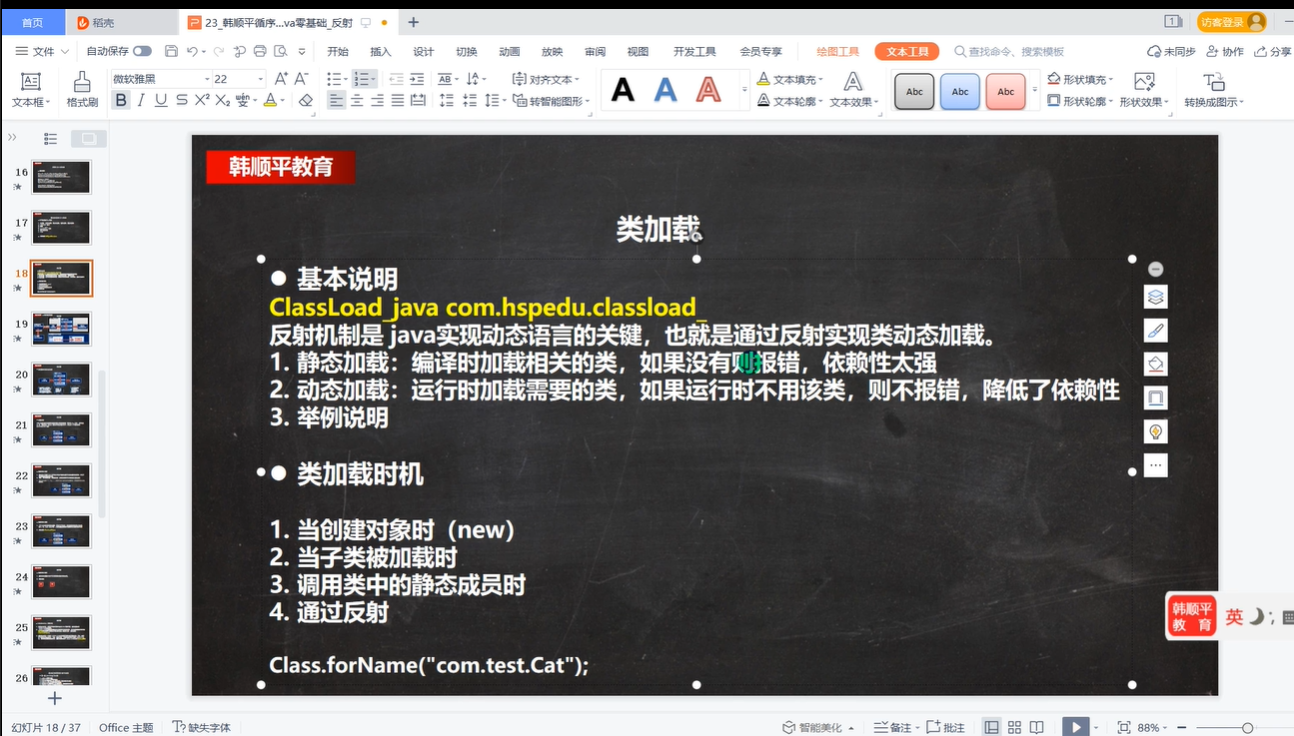 首页
稻壳
23_韩顺平循序...va零基础_反射
访客登录
文件
自动保存
开始
插入
设计
切换
动画
放映
审阅
视图
开发工具
会员专享
绘图工具
文本工具
查找命令、搜索模板
未同步
协作
分享
文本框
格式刷
微软雅黑
22
对齐文本
转智能图形
A A A
文本填充
文本轮廓
文本效果
Abc Abc Abc
形状填充
形状轮廓
形状效果
转换成图示
16
17
18
19
20
21
22
23
24
25
26
韩顺平教育
类加载
● 基本说明
ClassLoad_java com.hspedu.classload_
反射机制是 java实现动态语言的关键，也就是通过反射实现类动态加载。
1. 静态加载：编译时加载相关的类，如果没有则报错，依赖性太强
2. 动态加载：运行时加载需要的类，如果运行时不用该类，则不报错，降低了依赖性
3. 举例说明
● 类加载时机
1. 当创建对象时（new）
2. 当子类被加载时
3. 调用类中的静态成员时
4. 通过反射
Class.forName("com.test.Cat");
韩顺平
教 育
英
幻灯片 18 / 37
Office 主题
缺失字体
智能美化
备注
批注
88%